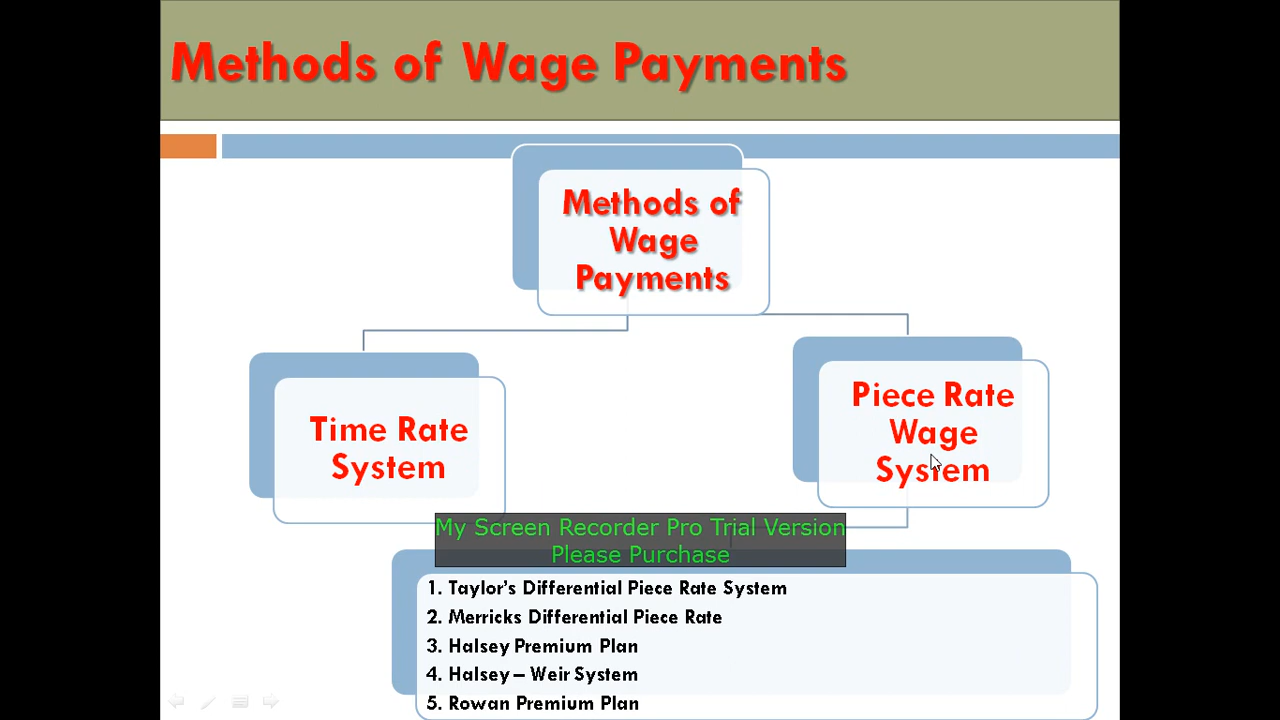 Methods of Wage Payments
Methods of
Wage
Payments
Time Rate
System
Piece Rate
Wage
System
My Screen Recorder Pro Trial Version
Please Purchase
1. Taylor's Differential Piece Rate System
2. Merricks Differential Piece Rate
3. Halsey Premium Plan
4. Halsey – Weir System
5. Rowan Premium Plan